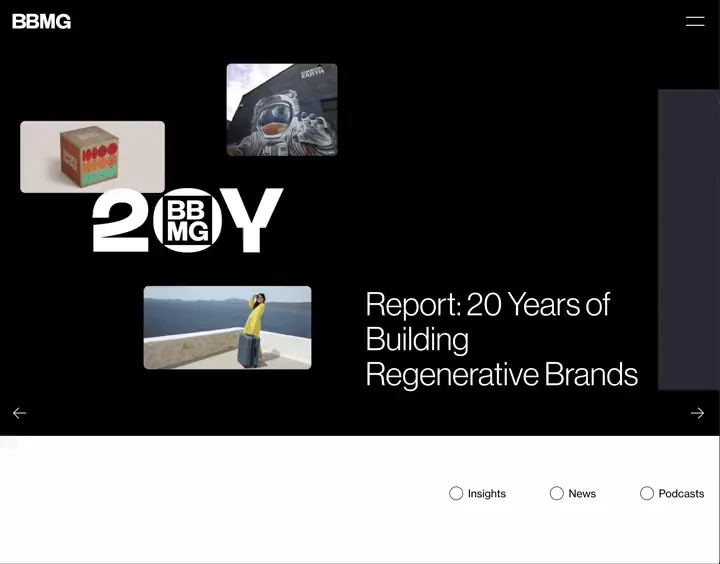 BBMG
20Y
BB
MG
Report: 20 Years of
Building
Regenerative Brands
Insights
News
Podcasts